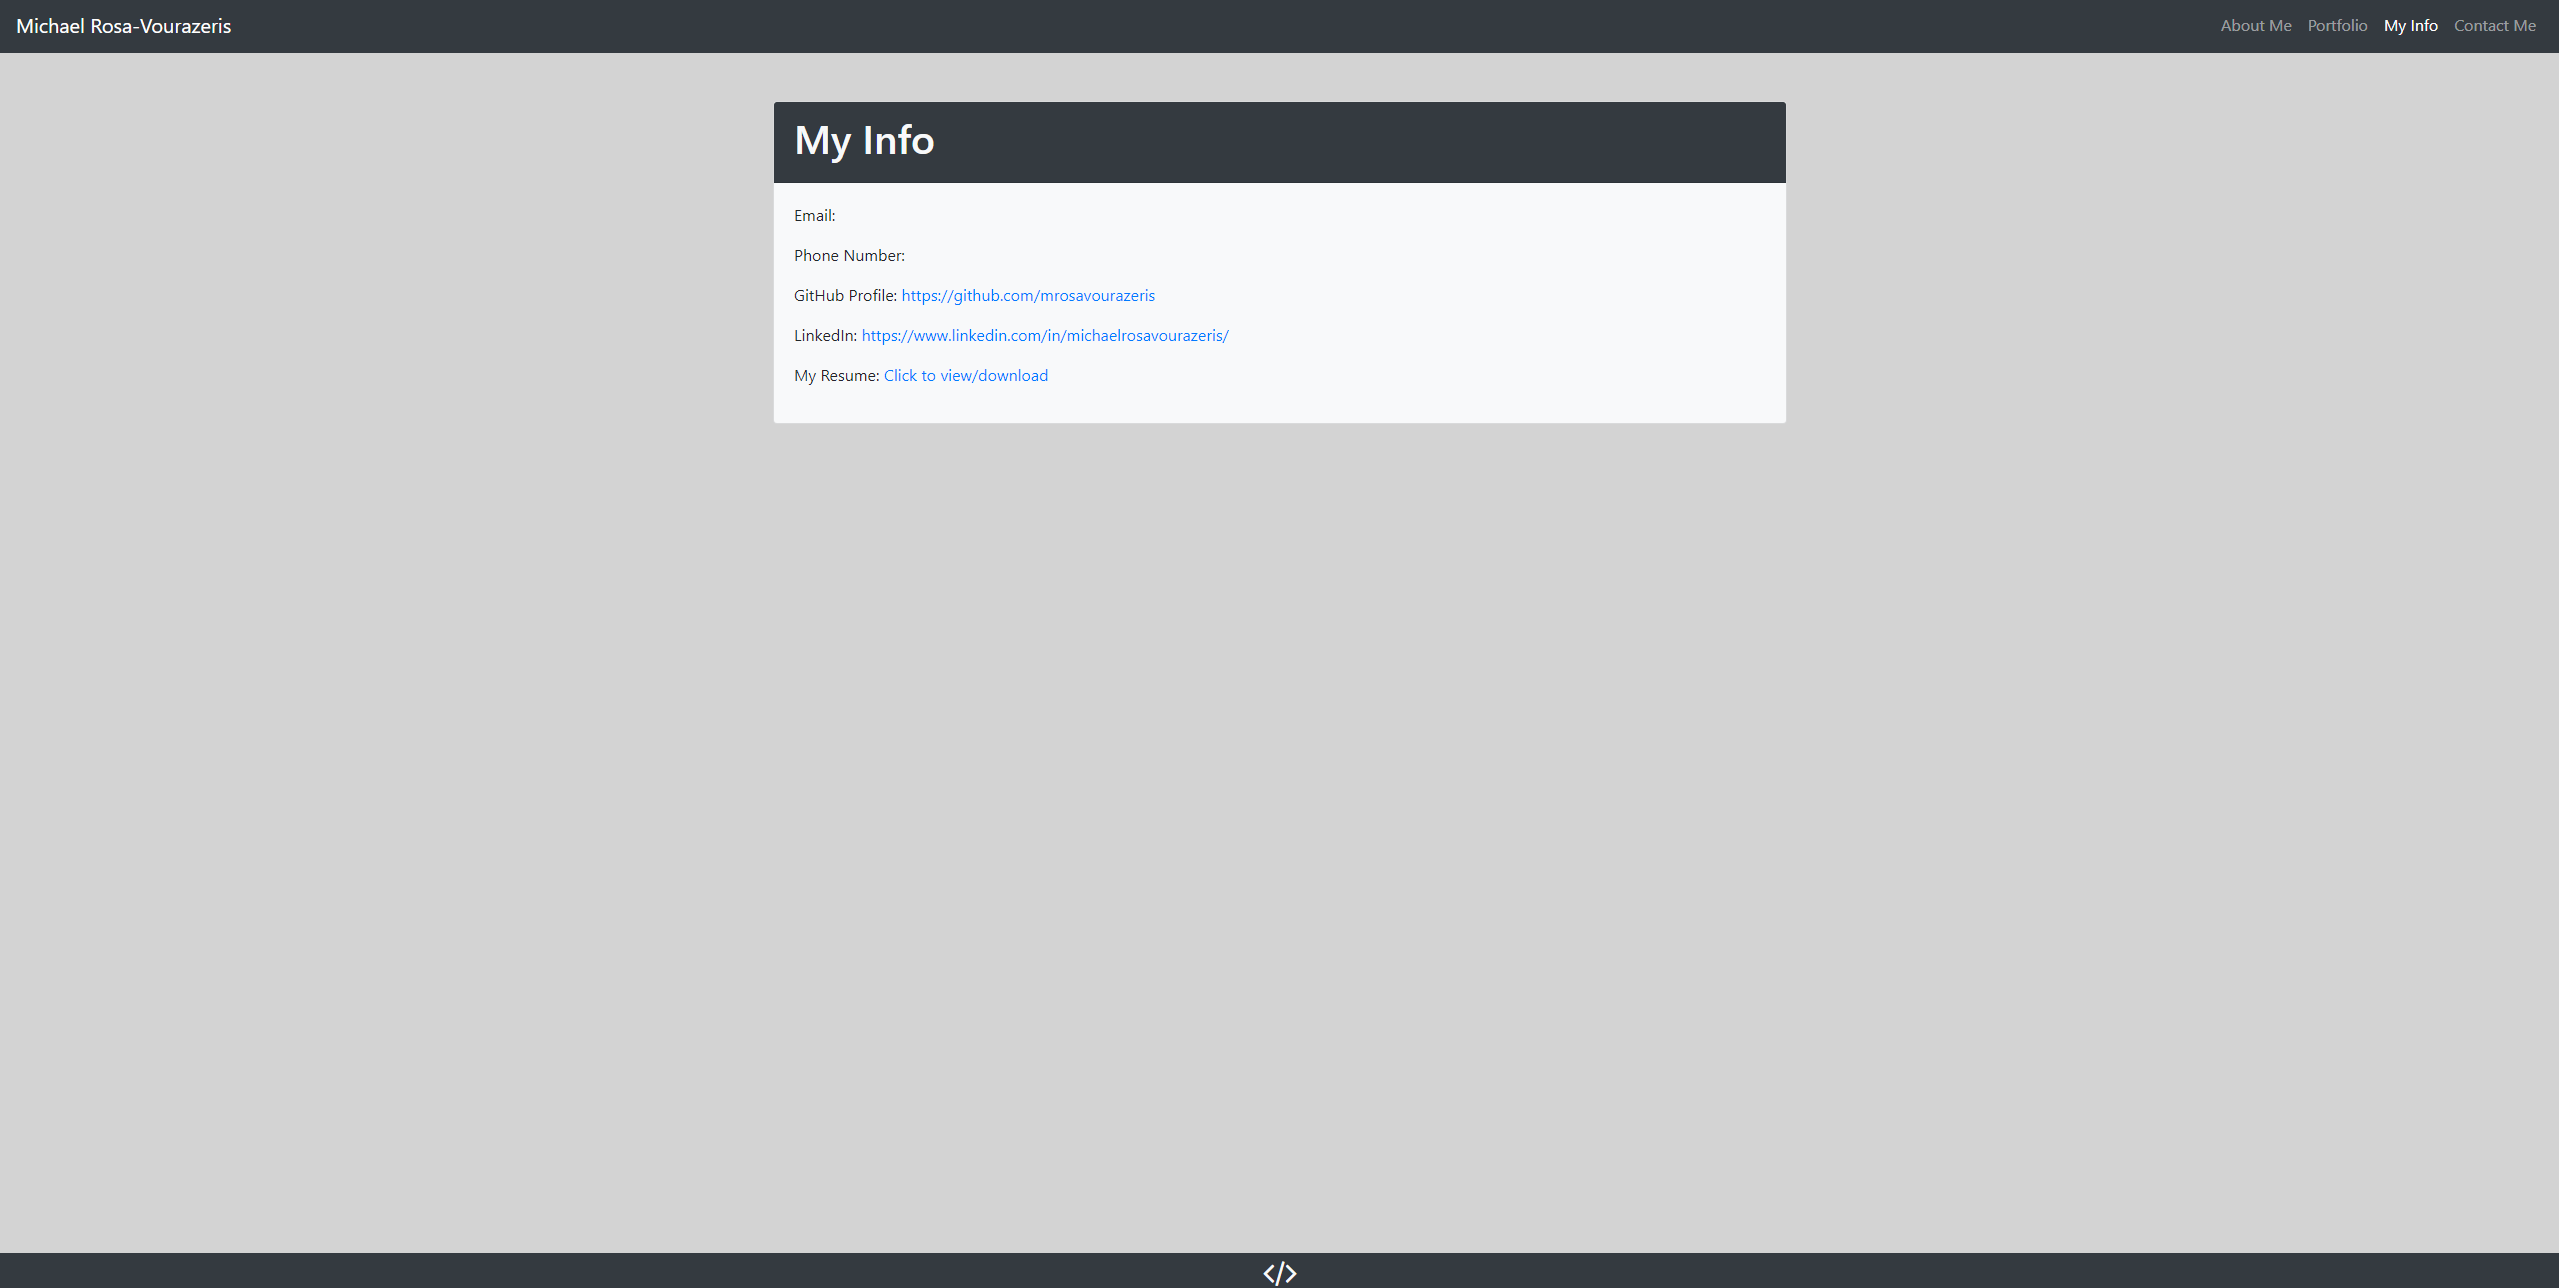 Michael Rosa-Vourazeris
About Me Portfolio My Info Contact Me
My Info
Email:
Phone Number:
GitHub Profile: https://github.com/mrosavourazeris
LinkedIn: https://www.linkedin.com/in/michaelrosavourazeris/
My Resume: Click to view/download
</>